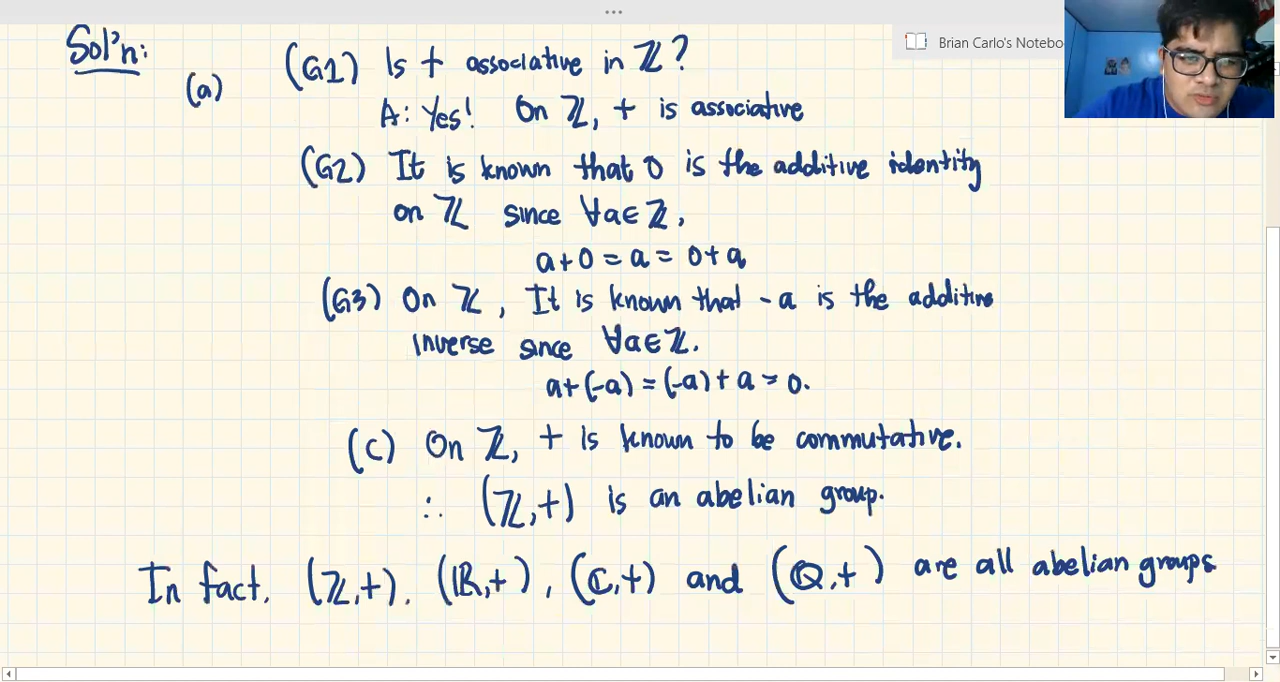 Sol'n:
Brian Carlo's Notebo
(a)
(G1) Is + associative in ℤ?
A: Yes! On ℤ, + is associative
(G2) It is known that 0 is the additive identity
on ℤ since ∀a∈ℤ,
a+0 = a = 0+a
(G3) On ℤ, It is known that -a is the additive
inverse since ∀a∈ℤ.
a+(-a) = (-a)+a = 0.
(C) On ℤ, + is known to be commutative.
∴ (ℤ,+) is an abelian group.
In fact, (ℤ,+), (ℝ,+), (ℂ,+) and (ℚ,+) are all abelian groups.